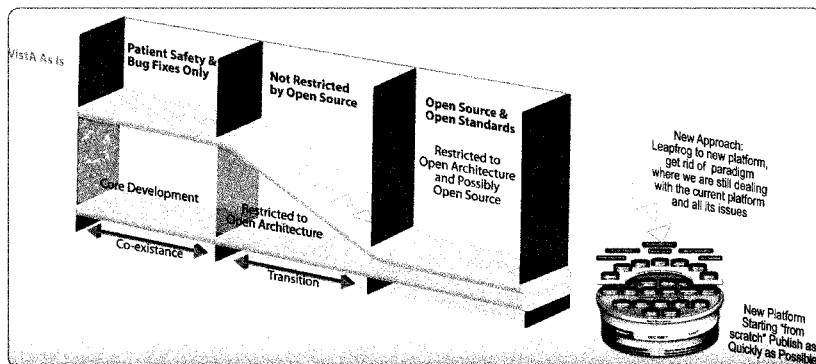 VistA As Is
Patient Safety &
Bug Fixes Only
Not Restricted
by Open Source
Open Source &
Open Standards
Restricted to
Open Architecture
and Possibly
Open Source
Core Development
Restricted to
Open Architecture
Co-existance
Transition
New Approach:
Leapfrog to new platform,
get rid of paradigm
where we are still dealing
with the current platform
and all its issues
New Platform
Starting "from
scratch" Publish as
Quickly as Possible